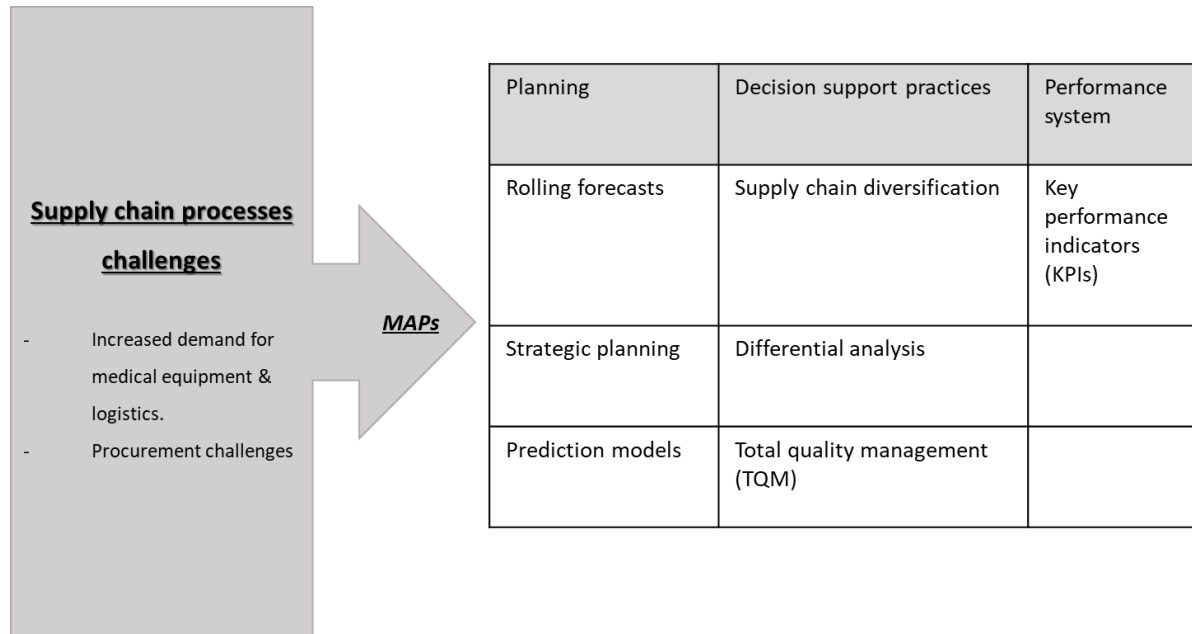 Supply chain processes
challenges
- Increased demand for
medical equipment &
logistics.
- Procurement challenges
MAPs
Planning
Decision support practices
Performance
system
Rolling forecasts
Supply chain diversification
Key
performance
indicators
(KPIs)
Strategic planning
Differential analysis
Prediction models
Total quality management
(TQM)